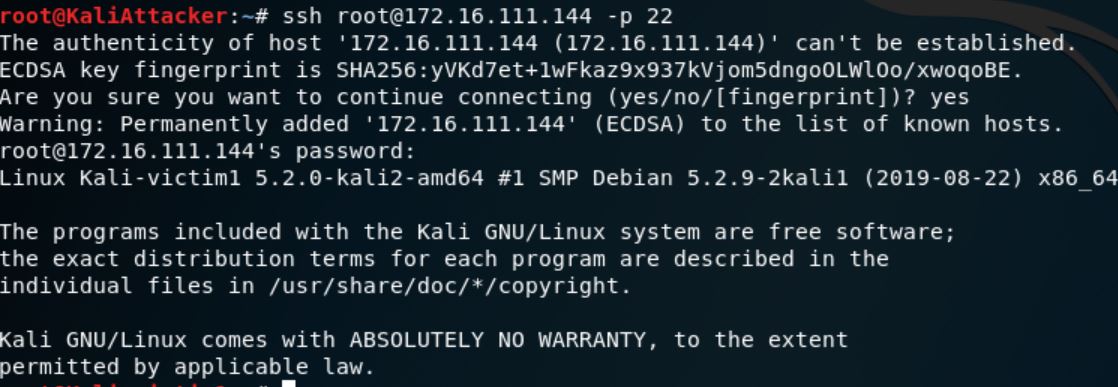 root@KaliAttacker:~# ssh root@172.16.111.144 -p 22
The authenticity of host '172.16.111.144 (172.16.111.144)' can't be established.
ECDSA key fingerprint is SHA256:yVKd7et+1wFkaz9x937kVjom5dngoOLWlOo/xwoqoBE.
Are you sure you want to continue connecting (yes/no/[fingerprint])? yes
Warning: Permanently added '172.16.111.144' (ECDSA) to the list of known hosts.
root@172.16.111.144's password:
Linux Kali-victim1 5.2.0-kali2-amd64 #1 SMP Debian 5.2.9-2kali1 (2019-08-22) x86_64
The programs included with the Kali GNU/Linux system are free software;
the exact distribution terms for each program are described in the
individual files in /usr/share/doc/*/copyright.
Kali GNU/Linux comes with ABSOLUTELY NO WARRANTY, to the extent
permitted by applicable law.